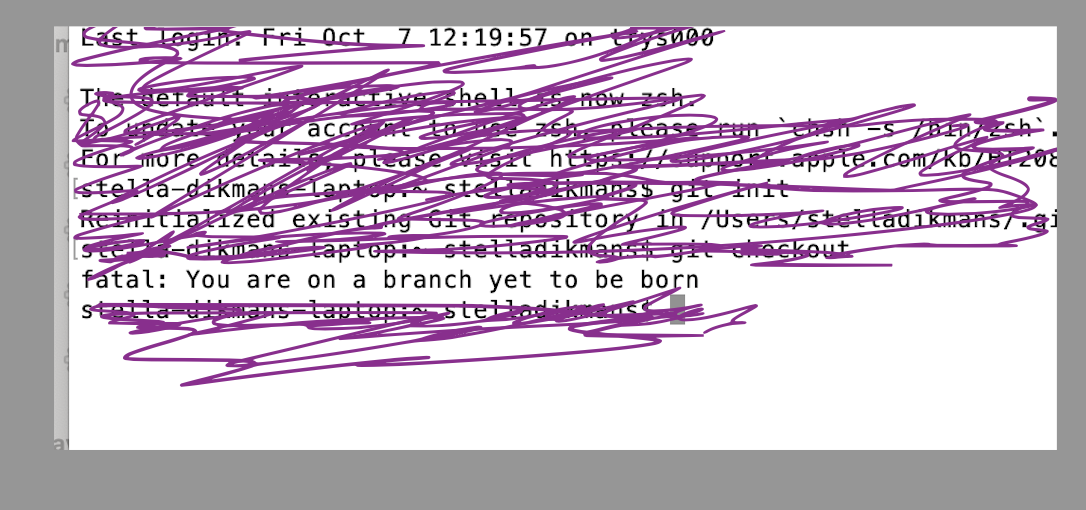 Last login: Fri Oct 7 12:19:57 on ttys000
The default interactive shell is now zsh.
To update your account to use zsh, please run `chsh -s /bin/zsh`.
For more details, please visit https://support.apple.com/kb/HT208
[stella-dikmans-laptop:~ stelladikmans$ git init
Reinitialized existing Git repository in /Users/stelladikmans/.gi
[stella-dikmans-laptop:~ stelladikmans$ git checkout
fatal: You are on a branch yet to be born
stella-dikmans-laptop:~ stelladikmans$